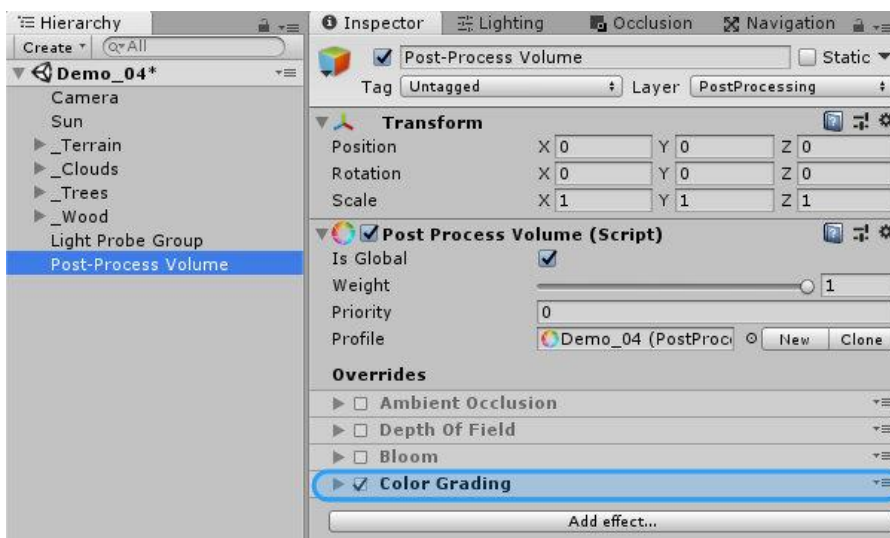 Hierarchy
Create
All
Demo_04*
Camera
Sun
_Terrain
_Clouds
_Trees
_Wood
Light Probe Group
Post-Process Volume
Inspector Lighting Occlusion Navigation
Post-Process Volume Static
Tag Untagged Layer PostProcessing
Transform
Position X 0 Y 0 Z 0
Rotation X 0 Y 0 Z 0
Scale X 1 Y 1 Z 1
Post Process Volume (Script)
Is Global
Weight 1
Priority 0
Profile Demo_04 (PostProc New Clone
Overrides
Ambient Occlusion
Depth Of Field
Bloom
Color Grading
Add effect...